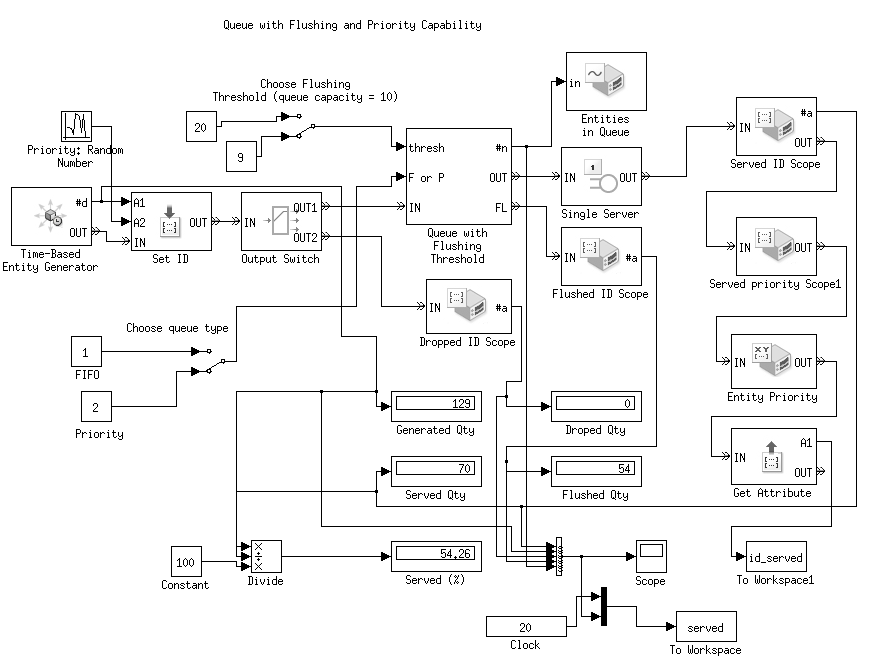 Queue with Flushing and Priority Capability
Choose Flushing
Threshold (queue capacity = 10)
20
9
Priority: Random
Number
#d
OUT
Time-Based
Entity Generator
A1
A2
IN
OUT
Set ID
IN
OUT1
OUT2
Output Switch
thresh
F or P
IN
#n
OUT
FL
Queue with
Flushing
Threshold
in
Entities
in Queue
IN
OUT
Single Server
IN
#a
Flushed ID Scope
IN
#a
Dropped ID Scope
IN
#a
OUT
Served ID Scope
IN
OUT
Served priority Scope1
X Y
IN
OUT
Entity Priority
IN
A1
OUT
Get Attribute
id_served
To Workspace1
Choose queue type
1
FIFO
2
Priority
129
Generated Qty
0
Droped Qty
70
Served Qty
54
Flushed Qty
100
Constant
×
÷
×
Divide
54.26
Served (%)
Scope
20
Clock
served
To Workspace